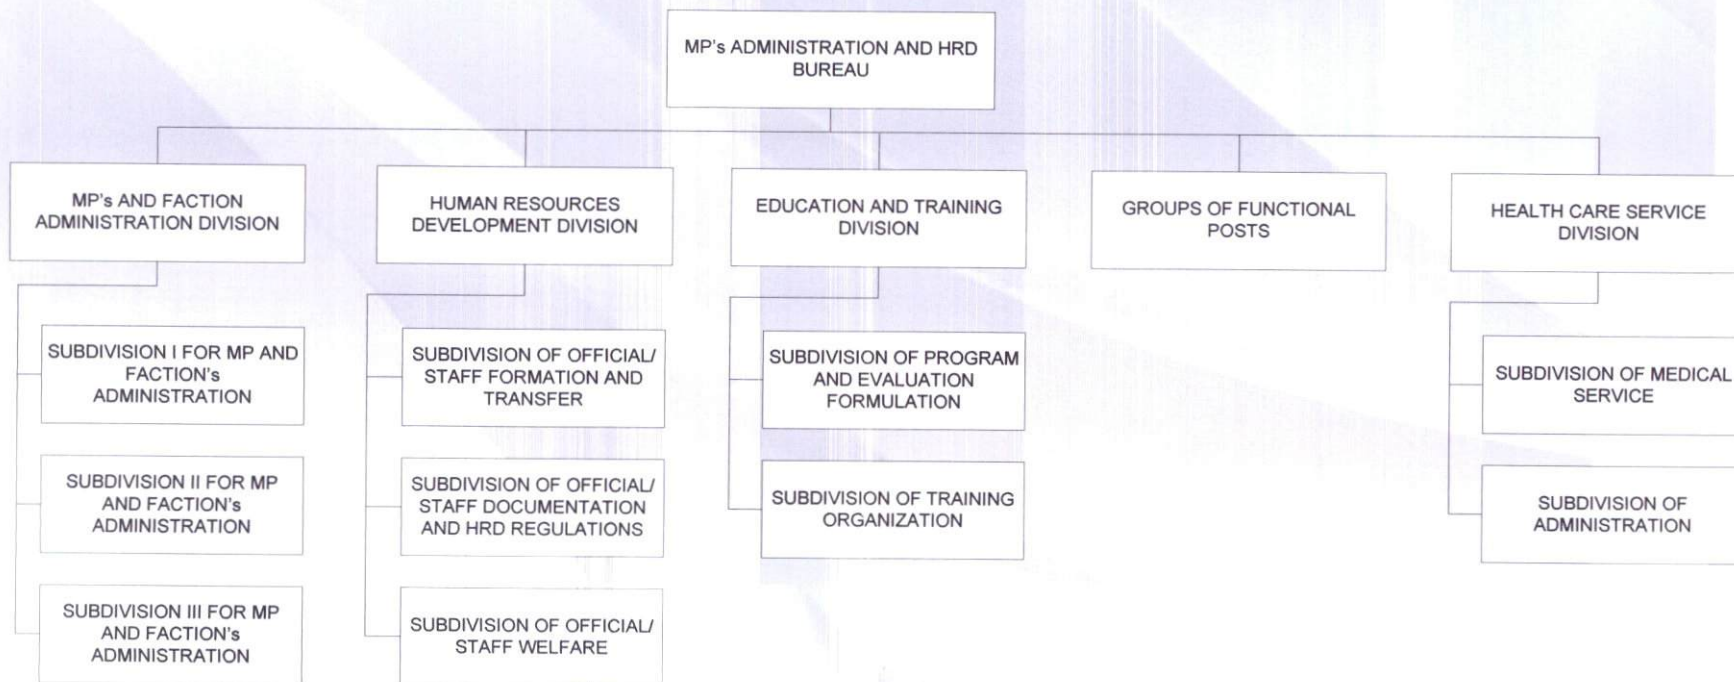 MP's ADMINISTRATION AND HRD
BUREAU
MP's AND FACTION
ADMINISTRATION DIVISION
HUMAN RESOURCES
DEVELOPMENT DIVISION
EDUCATION AND TRAINING
DIVISION
GROUPS OF FUNCTIONAL
POSTS
HEALTH CARE SERVICE
DIVISION
SUBDIVISION I FOR MP AND
FACTION's
ADMINISTRATION
SUBDIVISION II FOR MP
AND FACTION's
ADMINISTRATION
SUBDIVISION III FOR MP
AND FACTION's
ADMINISTRATION
SUBDIVISION OF OFFICIAL/
STAFF FORMATION AND
TRANSFER
SUBDIVISION OF OFFICIAL/
STAFF DOCUMENTATION
AND HRD REGULATIONS
SUBDIVISION OF OFFICIAL/
STAFF WELFARE
SUBDIVISION OF PROGRAM
AND EVALUATION
FORMULATION
SUBDIVISION OF TRAINING
ORGANIZATION
SUBDIVISION OF MEDICAL
SERVICE
SUBDIVISION OF
ADMINISTRATION